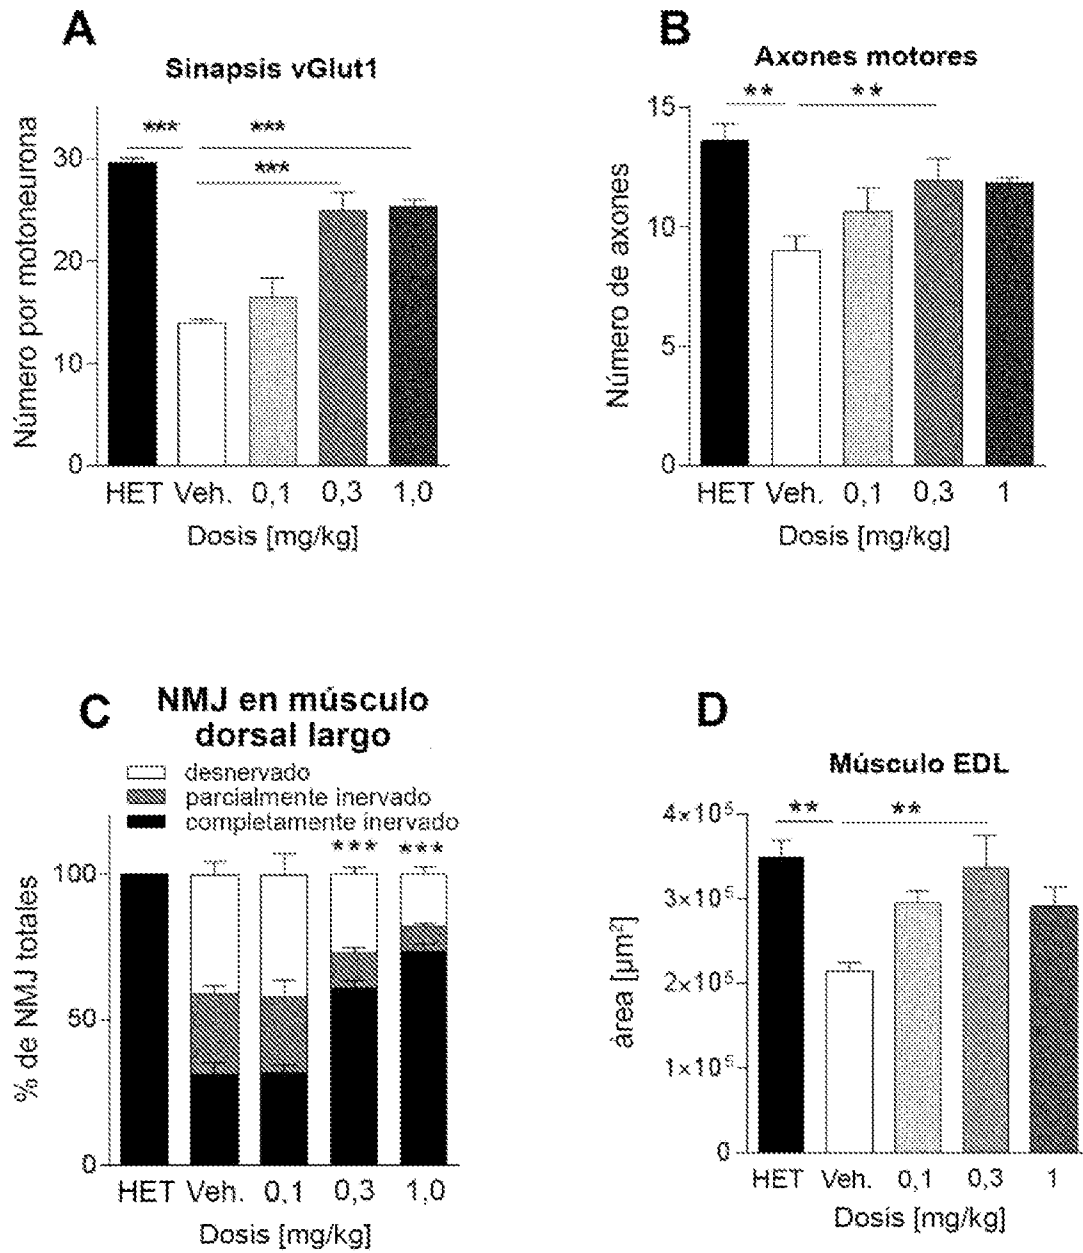 A
Sinapsis vGlut1
*** ***
***
30
20
10
0
Número por motoneurona
HET Veh. 0,1 0,3 1,0
Dosis [mg/kg]
B
Axones motores
** **
15
10
5
0
Número de axones
HET Veh. 0,1 0,3 1
Dosis [mg/kg]
C
NMJ en músculo
dorsal largo
desnervado
parcialmente inervado
completamente inervado
*** ***
100
50
0
% de NMJ totales
HET Veh. 0,1 0,3 1,0
Dosis [mg/kg]
D
Músculo EDL
** **
4×10⁵
3×10⁵
2×10⁵
1×10⁵
0
àrea [µm²]
HET Veh. 0,1 0,3 1
Dosis [mg/kg]